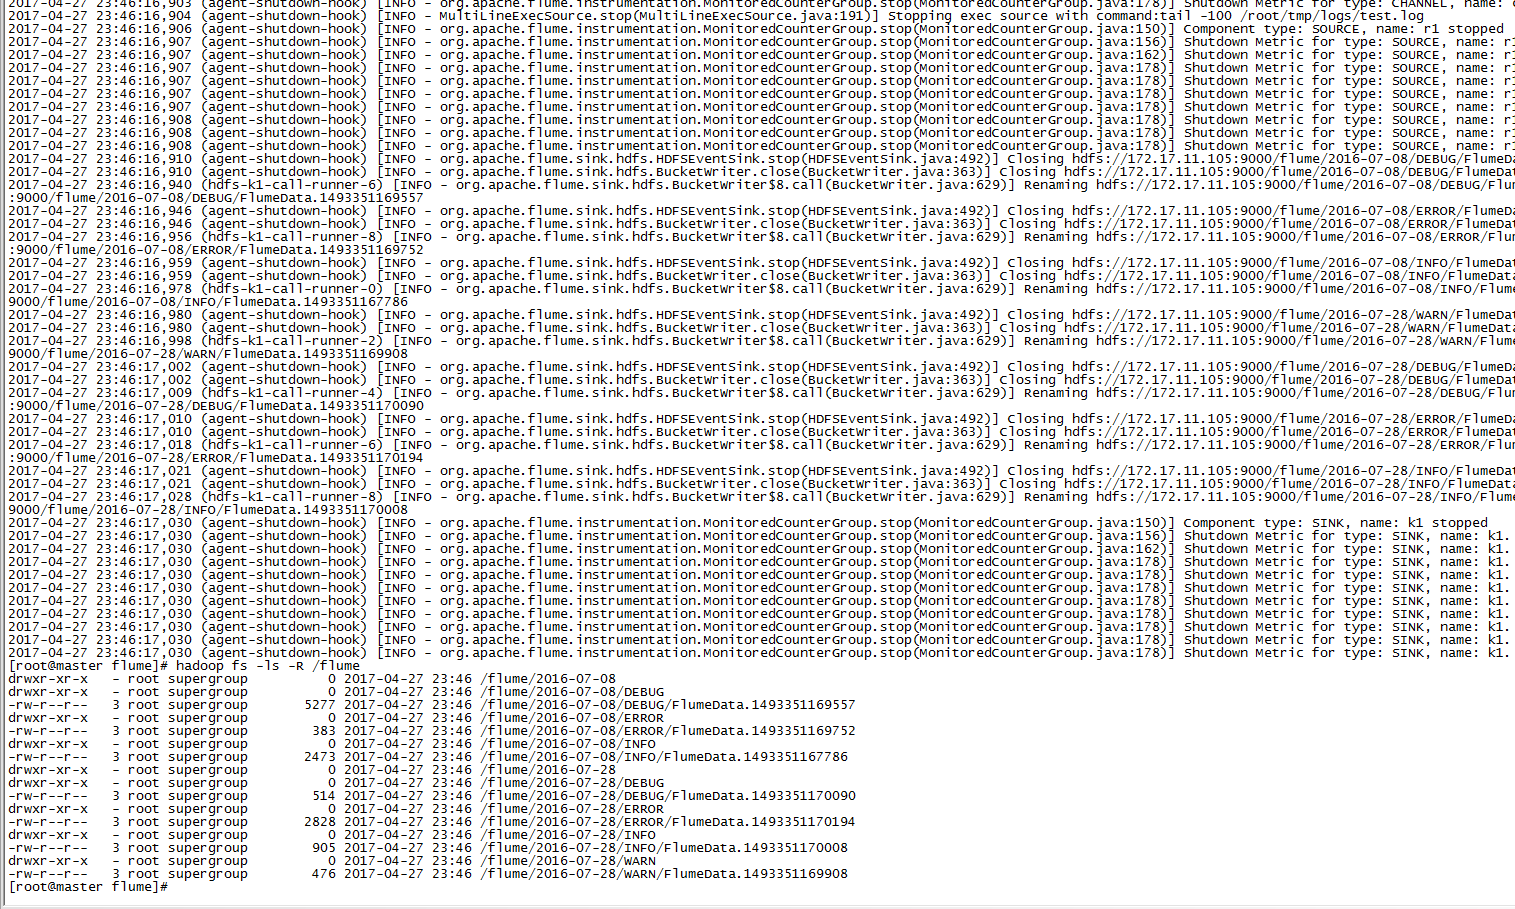 2017-04-27 23:46:16,903 (agent-shutdown-hook) [INFO - org.apache.flume.instrumentation.MonitoredCounterGroup.stop(MonitoredCounterGroup.java:178)] Shutdown Metric for type: CHANNEL, name: c
2017-04-27 23:46:16,904 (agent-shutdown-hook) [INFO - MultiLineExecSource.stop(MultiLineExecSource.java:191)] Stopping exec source with command:tail -100 /root/tmp/logs/test.log
2017-04-27 23:46:16,906 (agent-shutdown-hook) [INFO - org.apache.flume.instrumentation.MonitoredCounterGroup.stop(MonitoredCounterGroup.java:150)] Component type: SOURCE, name: r1 stopped
2017-04-27 23:46:16,907 (agent-shutdown-hook) [INFO - org.apache.flume.instrumentation.MonitoredCounterGroup.stop(MonitoredCounterGroup.java:156)] Shutdown Metric for type: SOURCE, name: r1
2017-04-27 23:46:16,907 (agent-shutdown-hook) [INFO - org.apache.flume.instrumentation.MonitoredCounterGroup.stop(MonitoredCounterGroup.java:162)] Shutdown Metric for type: SOURCE, name: r1
2017-04-27 23:46:16,907 (agent-shutdown-hook) [INFO - org.apache.flume.instrumentation.MonitoredCounterGroup.stop(MonitoredCounterGroup.java:178)] Shutdown Metric for type: SOURCE, name: r1
2017-04-27 23:46:16,907 (agent-shutdown-hook) [INFO - org.apache.flume.instrumentation.MonitoredCounterGroup.stop(MonitoredCounterGroup.java:178)] Shutdown Metric for type: SOURCE, name: r1
2017-04-27 23:46:16,907 (agent-shutdown-hook) [INFO - org.apache.flume.instrumentation.MonitoredCounterGroup.stop(MonitoredCounterGroup.java:178)] Shutdown Metric for type: SOURCE, name: r1
2017-04-27 23:46:16,907 (agent-shutdown-hook) [INFO - org.apache.flume.instrumentation.MonitoredCounterGroup.stop(MonitoredCounterGroup.java:178)] Shutdown Metric for type: SOURCE, name: r1
2017-04-27 23:46:16,908 (agent-shutdown-hook) [INFO - org.apache.flume.instrumentation.MonitoredCounterGroup.stop(MonitoredCounterGroup.java:178)] Shutdown Metric for type: SOURCE, name: r1
2017-04-27 23:46:16,908 (agent-shutdown-hook) [INFO - org.apache.flume.instrumentation.MonitoredCounterGroup.stop(MonitoredCounterGroup.java:178)] Shutdown Metric for type: SOURCE, name: r1
2017-04-27 23:46:16,908 (agent-shutdown-hook) [INFO - org.apache.flume.instrumentation.MonitoredCounterGroup.stop(MonitoredCounterGroup.java:178)] Shutdown Metric for type: SOURCE, name: r1
2017-04-27 23:46:16,910 (agent-shutdown-hook) [INFO - org.apache.flume.sink.hdfs.HDFSEventSink.stop(HDFSEventSink.java:492)] Closing hdfs://172.17.11.105:9000/flume/2016-07-08/DEBUG/FlumeDa
2017-04-27 23:46:16,910 (agent-shutdown-hook) [INFO - org.apache.flume.sink.hdfs.BucketWriter.close(BucketWriter.java:363)] Closing hdfs://172.17.11.105:9000/flume/2016-07-08/DEBUG/FlumeDat
2017-04-27 23:46:16,940 (hdfs-k1-call-runner-6) [INFO - org.apache.flume.sink.hdfs.BucketWriter$8.call(BucketWriter.java:629)] Renaming hdfs://172.17.11.105:9000/flume/2016-07-08/DEBUG/Flum
:9000/flume/2016-07-08/DEBUG/FlumeData.1493351169557
2017-04-27 23:46:16,946 (agent-shutdown-hook) [INFO - org.apache.flume.sink.hdfs.HDFSEventSink.stop(HDFSEventSink.java:492)] Closing hdfs://172.17.11.105:9000/flume/2016-07-08/ERROR/FlumeDa
2017-04-27 23:46:16,946 (agent-shutdown-hook) [INFO - org.apache.flume.sink.hdfs.BucketWriter.close(BucketWriter.java:363)] Closing hdfs://172.17.11.105:9000/flume/2016-07-08/ERROR/FlumeDat
2017-04-27 23:46:16,956 (hdfs-k1-call-runner-8) [INFO - org.apache.flume.sink.hdfs.BucketWriter$8.call(BucketWriter.java:629)] Renaming hdfs://172.17.11.105:9000/flume/2016-07-08/ERROR/Flum
:9000/flume/2016-07-08/ERROR/FlumeData.1493351169752
2017-04-27 23:46:16,959 (agent-shutdown-hook) [INFO - org.apache.flume.sink.hdfs.HDFSEventSink.stop(HDFSEventSink.java:492)] Closing hdfs://172.17.11.105:9000/flume/2016-07-08/INFO/FlumeDat
2017-04-27 23:46:16,959 (agent-shutdown-hook) [INFO - org.apache.flume.sink.hdfs.BucketWriter.close(BucketWriter.java:363)] Closing hdfs://172.17.11.105:9000/flume/2016-07-08/INFO/FlumeData
2017-04-27 23:46:16,978 (hdfs-k1-call-runner-0) [INFO - org.apache.flume.sink.hdfs.BucketWriter$8.call(BucketWriter.java:629)] Renaming hdfs://172.17.11.105:9000/flume/2016-07-08/INFO/Flume
9000/flume/2016-07-08/INFO/FlumeData.1493351167786
2017-04-27 23:46:16,980 (agent-shutdown-hook) [INFO - org.apache.flume.sink.hdfs.HDFSEventSink.stop(HDFSEventSink.java:492)] Closing hdfs://172.17.11.105:9000/flume/2016-07-28/WARN/FlumeDat
2017-04-27 23:46:16,980 (agent-shutdown-hook) [INFO - org.apache.flume.sink.hdfs.BucketWriter.close(BucketWriter.java:363)] Closing hdfs://172.17.11.105:9000/flume/2016-07-28/WARN/FlumeData
2017-04-27 23:46:16,998 (hdfs-k1-call-runner-2) [INFO - org.apache.flume.sink.hdfs.BucketWriter$8.call(BucketWriter.java:629)] Renaming hdfs://172.17.11.105:9000/flume/2016-07-28/WARN/Flume
9000/flume/2016-07-28/WARN/FlumeData.1493351169908
2017-04-27 23:46:17,002 (agent-shutdown-hook) [INFO - org.apache.flume.sink.hdfs.HDFSEventSink.stop(HDFSEventSink.java:492)] Closing hdfs://172.17.11.105:9000/flume/2016-07-28/DEBUG/FlumeDa
2017-04-27 23:46:17,002 (agent-shutdown-hook) [INFO - org.apache.flume.sink.hdfs.BucketWriter.close(BucketWriter.java:363)] Closing hdfs://172.17.11.105:9000/flume/2016-07-28/DEBUG/FlumeDat
2017-04-27 23:46:17,009 (hdfs-k1-call-runner-4) [INFO - org.apache.flume.sink.hdfs.BucketWriter$8.call(BucketWriter.java:629)] Renaming hdfs://172.17.11.105:9000/flume/2016-07-28/DEBUG/Flum
:9000/flume/2016-07-28/DEBUG/FlumeData.1493351170090
2017-04-27 23:46:17,010 (agent-shutdown-hook) [INFO - org.apache.flume.sink.hdfs.HDFSEventSink.stop(HDFSEventSink.java:492)] Closing hdfs://172.17.11.105:9000/flume/2016-07-28/ERROR/FlumeDa
2017-04-27 23:46:17,010 (agent-shutdown-hook) [INFO - org.apache.flume.sink.hdfs.BucketWriter.close(BucketWriter.java:363)] Closing hdfs://172.17.11.105:9000/flume/2016-07-28/ERROR/FlumeDat
2017-04-27 23:46:17,018 (hdfs-k1-call-runner-6) [INFO - org.apache.flume.sink.hdfs.BucketWriter$8.call(BucketWriter.java:629)] Renaming hdfs://172.17.11.105:9000/flume/2016-07-28/ERROR/Flum
:9000/flume/2016-07-28/ERROR/FlumeData.1493351170194
2017-04-27 23:46:17,021 (agent-shutdown-hook) [INFO - org.apache.flume.sink.hdfs.HDFSEventSink.stop(HDFSEventSink.java:492)] Closing hdfs://172.17.11.105:9000/flume/2016-07-28/INFO/FlumeDat
2017-04-27 23:46:17,021 (agent-shutdown-hook) [INFO - org.apache.flume.sink.hdfs.BucketWriter.close(BucketWriter.java:363)] Closing hdfs://172.17.11.105:9000/flume/2016-07-28/INFO/FlumeData
2017-04-27 23:46:17,028 (hdfs-k1-call-runner-8) [INFO - org.apache.flume.sink.hdfs.BucketWriter$8.call(BucketWriter.java:629)] Renaming hdfs://172.17.11.105:9000/flume/2016-07-28/INFO/Flume
9000/flume/2016-07-28/INFO/FlumeData.1493351170008
2017-04-27 23:46:17,030 (agent-shutdown-hook) [INFO - org.apache.flume.instrumentation.MonitoredCounterGroup.stop(MonitoredCounterGroup.java:150)] Component type: SINK, name: k1 stopped
2017-04-27 23:46:17,030 (agent-shutdown-hook) [INFO - org.apache.flume.instrumentation.MonitoredCounterGroup.stop(MonitoredCounterGroup.java:156)] Shutdown Metric for type: SINK, name: k1.
2017-04-27 23:46:17,030 (agent-shutdown-hook) [INFO - org.apache.flume.instrumentation.MonitoredCounterGroup.stop(MonitoredCounterGroup.java:162)] Shutdown Metric for type: SINK, name: k1.
2017-04-27 23:46:17,030 (agent-shutdown-hook) [INFO - org.apache.flume.instrumentation.MonitoredCounterGroup.stop(MonitoredCounterGroup.java:178)] Shutdown Metric for type: SINK, name: k1.
2017-04-27 23:46:17,030 (agent-shutdown-hook) [INFO - org.apache.flume.instrumentation.MonitoredCounterGroup.stop(MonitoredCounterGroup.java:178)] Shutdown Metric for type: SINK, name: k1.
2017-04-27 23:46:17,030 (agent-shutdown-hook) [INFO - org.apache.flume.instrumentation.MonitoredCounterGroup.stop(MonitoredCounterGroup.java:178)] Shutdown Metric for type: SINK, name: k1.
2017-04-27 23:46:17,030 (agent-shutdown-hook) [INFO - org.apache.flume.instrumentation.MonitoredCounterGroup.stop(MonitoredCounterGroup.java:178)] Shutdown Metric for type: SINK, name: k1.
2017-04-27 23:46:17,030 (agent-shutdown-hook) [INFO - org.apache.flume.instrumentation.MonitoredCounterGroup.stop(MonitoredCounterGroup.java:178)] Shutdown Metric for type: SINK, name: k1.
2017-04-27 23:46:17,030 (agent-shutdown-hook) [INFO - org.apache.flume.instrumentation.MonitoredCounterGroup.stop(MonitoredCounterGroup.java:178)] Shutdown Metric for type: SINK, name: k1.
2017-04-27 23:46:17,030 (agent-shutdown-hook) [INFO - org.apache.flume.instrumentation.MonitoredCounterGroup.stop(MonitoredCounterGroup.java:178)] Shutdown Metric for type: SINK, name: k1.
2017-04-27 23:46:17,030 (agent-shutdown-hook) [INFO - org.apache.flume.instrumentation.MonitoredCounterGroup.stop(MonitoredCounterGroup.java:178)] Shutdown Metric for type: SINK, name: k1.
[root@master flume]# hadoop fs -ls -R /flume
drwxr-xr-x - root supergroup 0 2017-04-27 23:46 /flume/2016-07-08
drwxr-xr-x - root supergroup 0 2017-04-27 23:46 /flume/2016-07-08/DEBUG
-rw-r--r-- 3 root supergroup 5277 2017-04-27 23:46 /flume/2016-07-08/DEBUG/FlumeData.1493351169557
drwxr-xr-x - root supergroup 0 2017-04-27 23:46 /flume/2016-07-08/ERROR
-rw-r--r-- 3 root supergroup 383 2017-04-27 23:46 /flume/2016-07-08/ERROR/FlumeData.1493351169752
drwxr-xr-x - root supergroup 0 2017-04-27 23:46 /flume/2016-07-08/INFO
-rw-r--r-- 3 root supergroup 2473 2017-04-27 23:46 /flume/2016-07-08/INFO/FlumeData.1493351167786
drwxr-xr-x - root supergroup 0 2017-04-27 23:46 /flume/2016-07-28
drwxr-xr-x - root supergroup 0 2017-04-27 23:46 /flume/2016-07-28/DEBUG
-rw-r--r-- 3 root supergroup 514 2017-04-27 23:46 /flume/2016-07-28/DEBUG/FlumeData.1493351170090
drwxr-xr-x - root supergroup 0 2017-04-27 23:46 /flume/2016-07-28/ERROR
-rw-r--r-- 3 root supergroup 2828 2017-04-27 23:46 /flume/2016-07-28/ERROR/FlumeData.1493351170194
drwxr-xr-x - root supergroup 0 2017-04-27 23:46 /flume/2016-07-28/INFO
-rw-r--r-- 3 root supergroup 905 2017-04-27 23:46 /flume/2016-07-28/INFO/FlumeData.1493351170008
drwxr-xr-x - root supergroup 0 2017-04-27 23:46 /flume/2016-07-28/WARN
-rw-r--r-- 3 root supergroup 476 2017-04-27 23:46 /flume/2016-07-28/WARN/FlumeData.1493351169908
[root@master flume]#